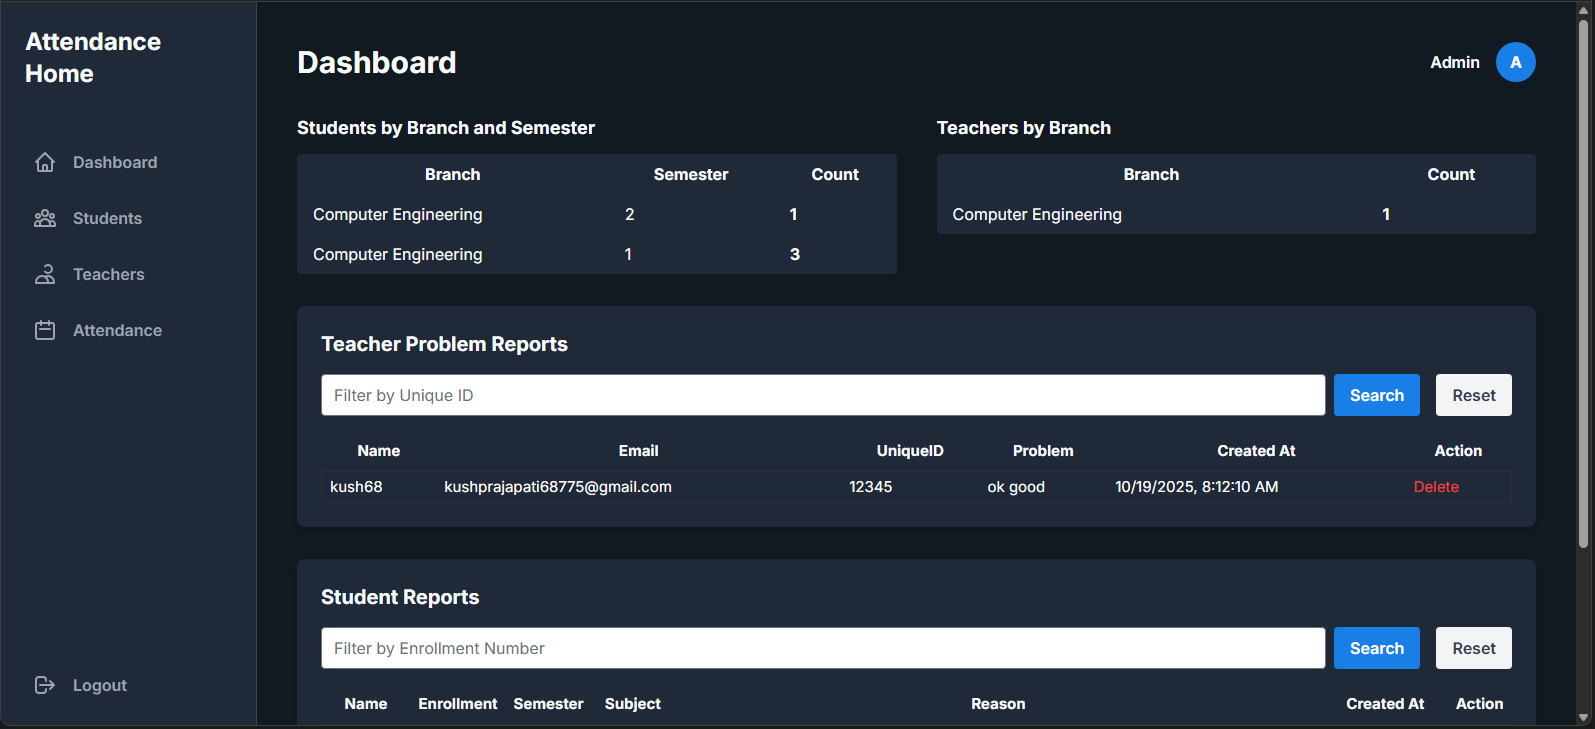 Attendance
Home
Dashboard
Students
Teachers
Attendance
Logout
Dashboard
Admin A
Students by Branch and Semester
Branch Semester Count
Computer Engineering 2 1
Computer Engineering 1 3
Teachers by Branch
Branch Count
Computer Engineering 1
Teacher Problem Reports
Filter by Unique ID Search Reset
Name Email UniqueID Problem Created At Action
kush68 kushprajapati68775@gmail.com 12345 ok good 10/19/2025, 8:12:10 AM Delete
Student Reports
Filter by Enrollment Number Search Reset
Name Enrollment Semester Subject Reason Created At Action